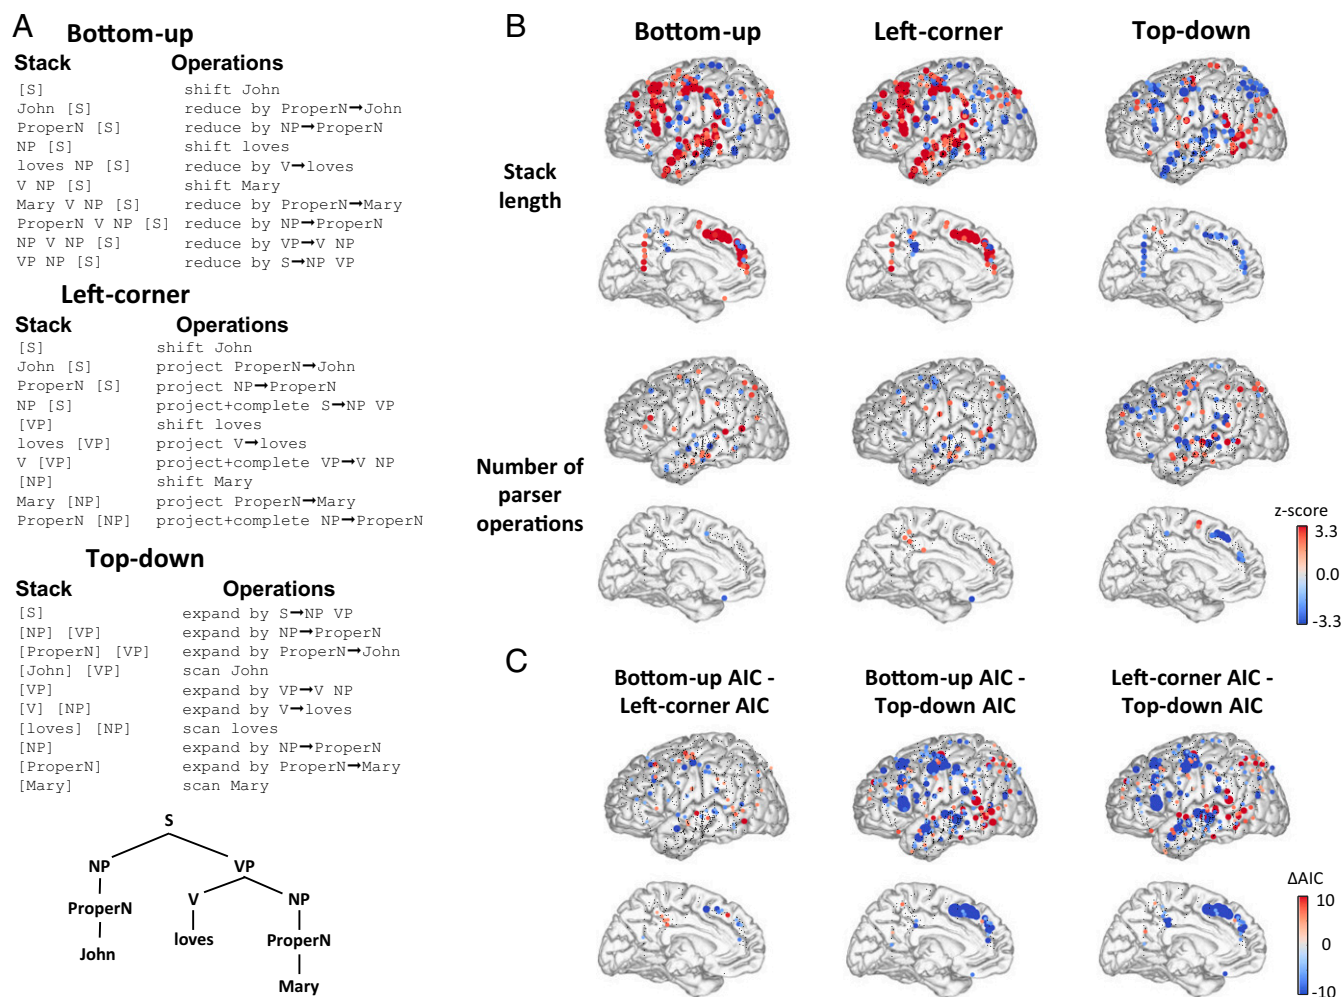 A
Bottom-up
Stack Operations
[S] shift John
John [S] reduce by ProperN→John
ProperN [S] reduce by NP→ProperN
NP [S] shift loves
loves NP [S] reduce by V→loves
V NP [S] shift Mary
Mary V NP [S] reduce by ProperN→Mary
ProperN V NP [S] reduce by NP→ProperN
NP V NP [S] reduce by VP→V NP
VP NP [S] reduce by S→NP VP
Left-corner
Stack Operations
[S] shift John
John [S] project ProperN→John
ProperN [S] project NP→ProperN
NP [S] project+complete S→NP VP
[VP] shift loves
loves [VP] project V→loves
V [VP] project+complete VP→V NP
[NP] shift Mary
Mary [NP] project ProperN→Mary
ProperN [NP] project+complete NP→ProperN
Top-down
Stack Operations
[S] expand by S→NP VP
[NP] [VP] expand by NP→ProperN
[ProperN] [VP] expand by ProperN→John
[John] [VP] scan John
[VP] expand by VP→V NP
[V] [NP] expand by V→loves
[loves] [NP] scan loves
[NP] expand by NP→ProperN
[ProperN] expand by ProperN→Mary
[Mary] scan Mary
S
NP VP
ProperN V NP
John loves ProperN
Mary
B
Bottom-up Left-corner Top-down
Stack
length
Number of
parser
operations
z-score
3.3
0.0
-3.3
C
Bottom-up AIC -
Left-corner AIC
Bottom-up AIC -
Top-down AIC
Left-corner AIC -
Top-down AIC
ΔAIC
10
0
-10